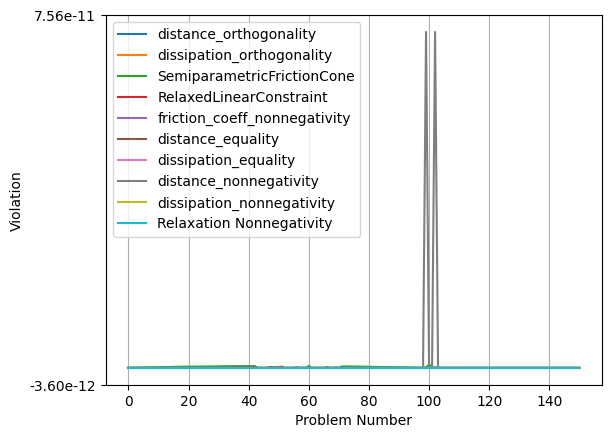 7.56e-11
distance_orthogonality
dissipation_orthogonality
SemiparametricFrictionCone
RelaxedLinearConstraint
friction_coeff_nonnegativity
distance_equality
dissipation_equality
distance_nonnegativity
dissipation_nonnegativity
Relaxation Nonnegativity
Violation
-3.60e-12
0 20 40 60 80 100 120 140
Problem Number